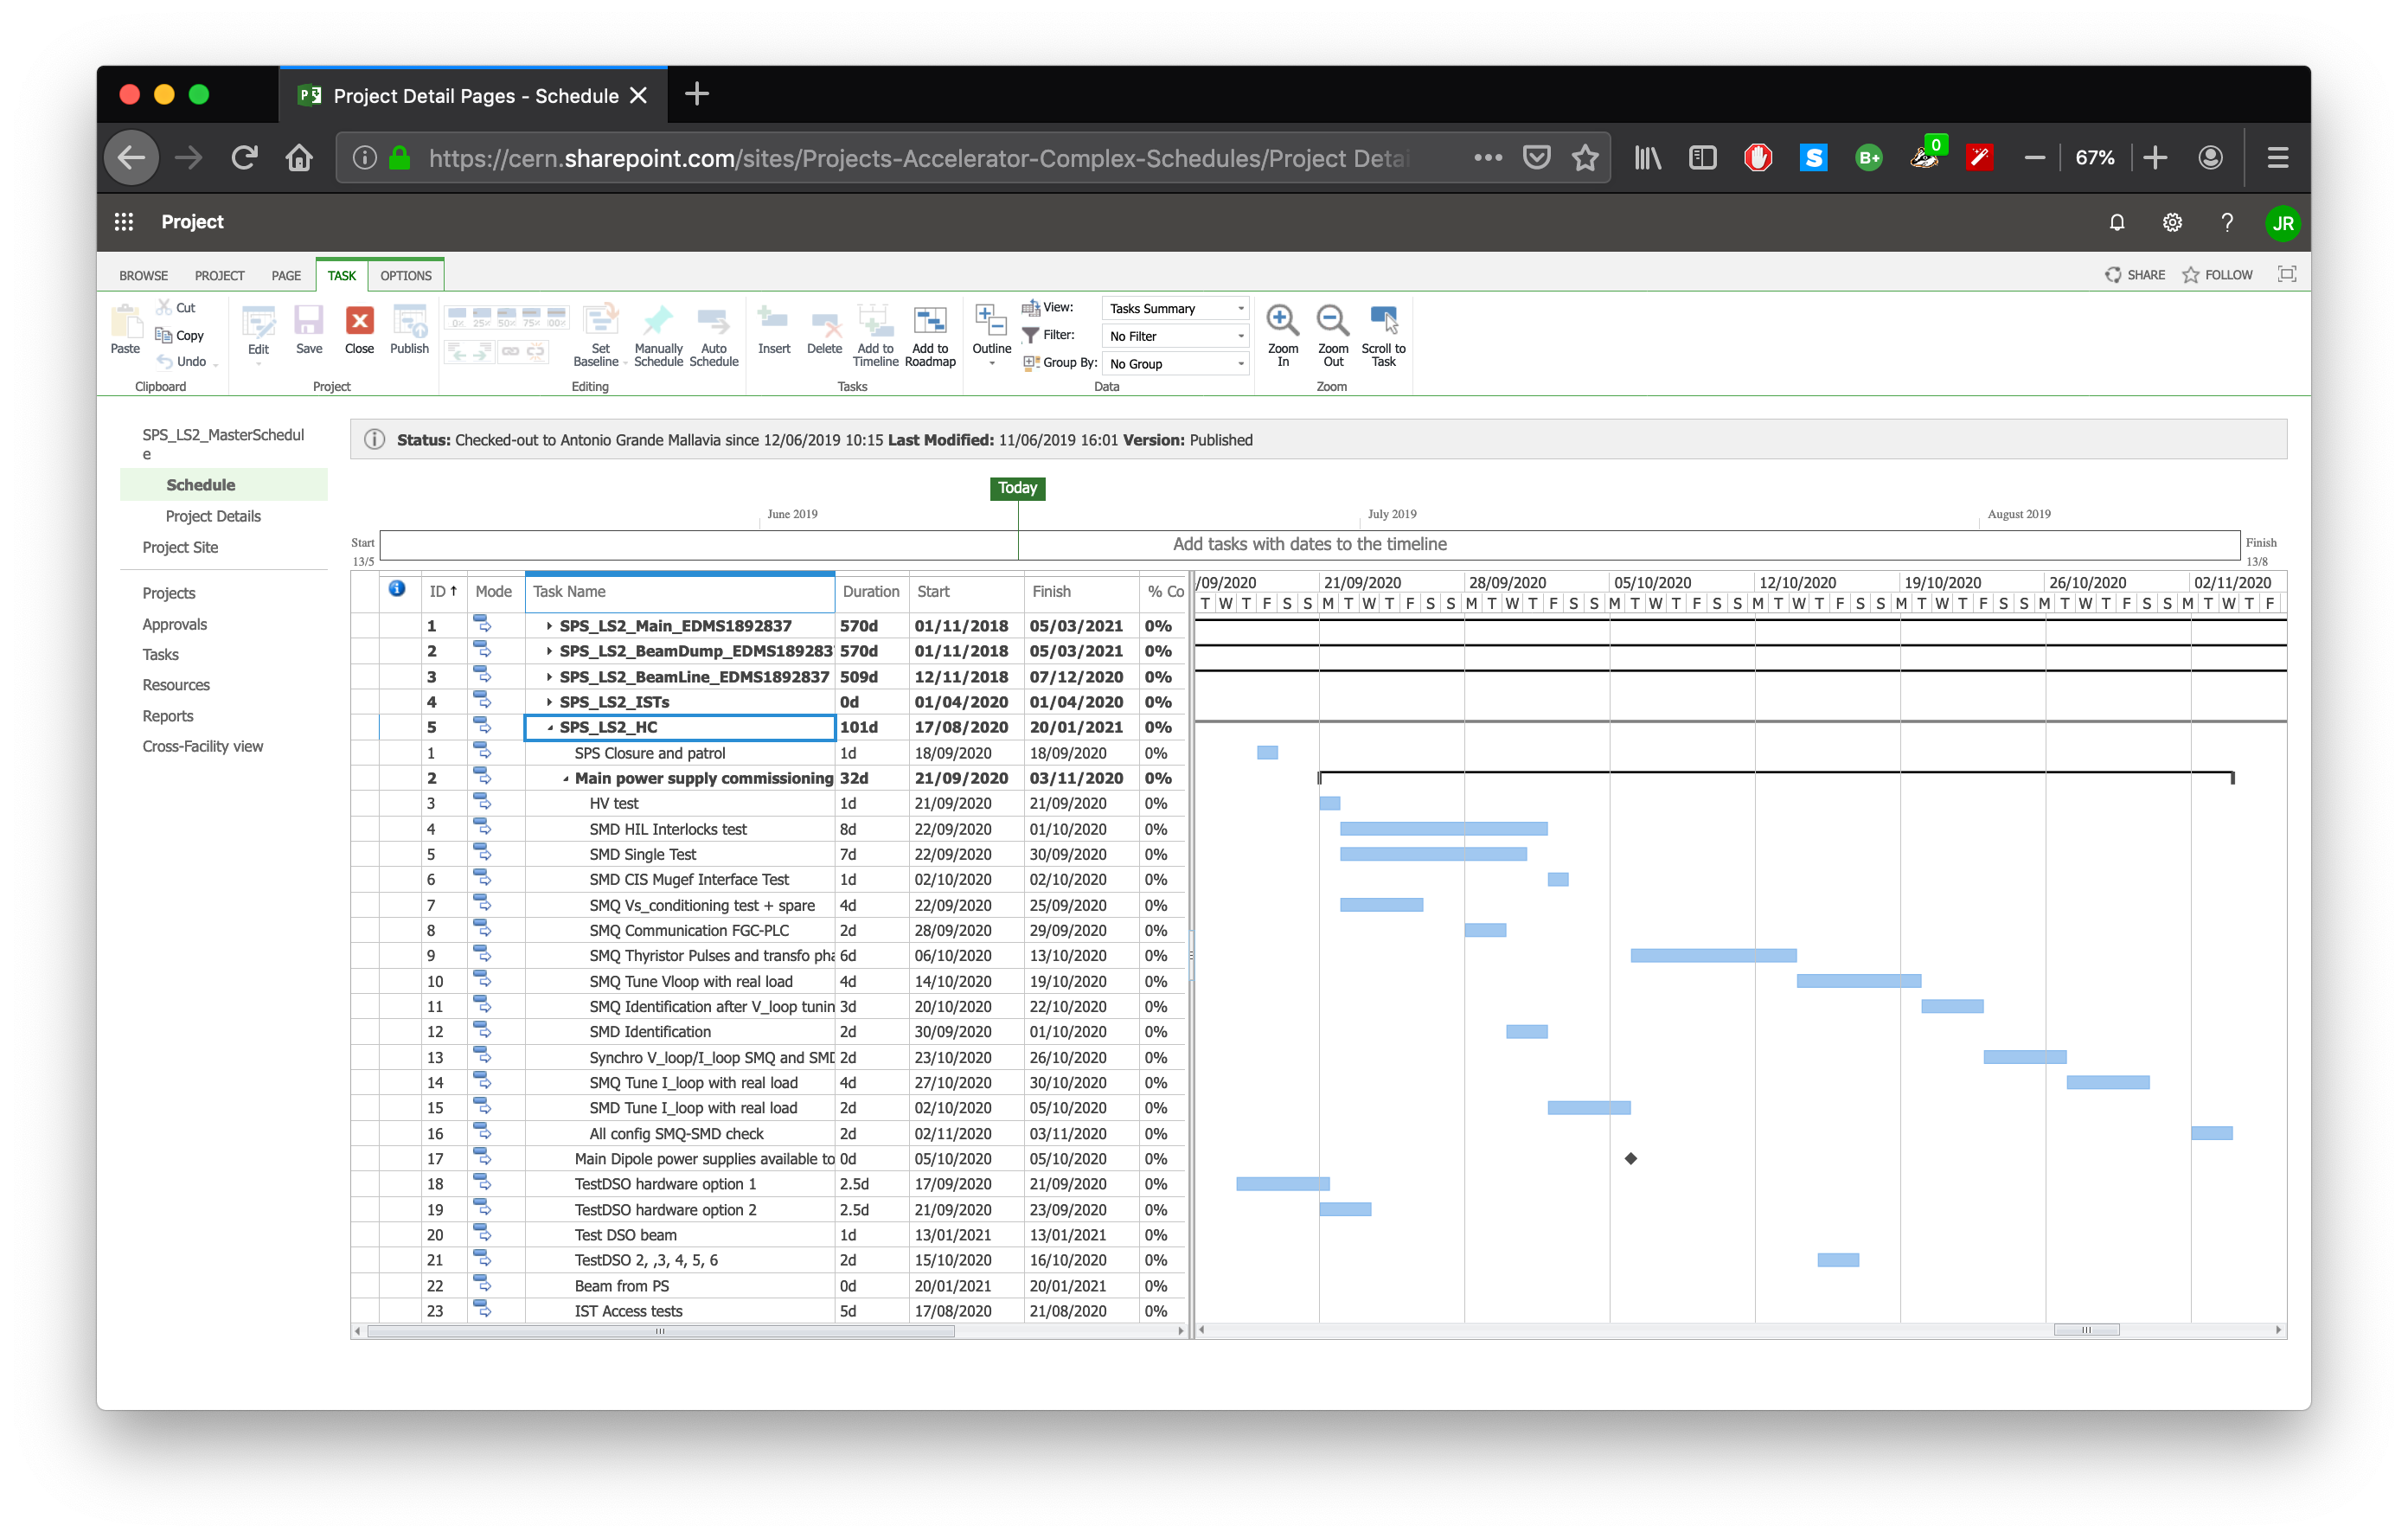 Project Detail Pages - Schedule
https://cern.sharepoint.com/sites/Projects-Accelerator-Complex-Schedules/Project Detai
S
B+
0
67%
Project
JR
BROWSE PROJECT PAGE TASK OPTIONS
SHARE FOLLOW
Paste
Cut
Copy
Undo
Clipboard
Edit
Save
Close
Publish
Project
0% 25% 50% 75%
Set Baseline
Manually Schedule
Auto Schedule
Editing
Insert
Delete
Add to Timeline
Add to Roadmap
Tasks
Outline
View: Tasks Summary
Filter: No Filter
Group By: No Group
Data
Zoom In
Zoom Out
Scroll to Task
Zoom
SPS_LS2_MasterSchedul
e
Schedule
Project Details
Project Site
Projects
Approvals
Tasks
Resources
Reports
Cross-Facility view
Status: Checked-out to Antonio Grande Mallavia since 12/06/2019 10:15 Last Modified: 11/06/2019 16:01 Version: Published
Today
June 2019 July 2019 August 2019
Start
13/5
Add tasks with dates to the timeline
Finish
13/8
ID Mode Task Name Duration Start Finish % Co
/09/2020 21/09/2020 28/09/2020 05/10/2020 12/10/2020 19/10/2020 26/10/2020 02/11/2020
T W T F S S M T W T F S S M T W T F S S M T W T F S S M T W T F S S M T W T F S S M T W T F S S M T W T F
1 SPS_LS2_Main_EDMS1892837 570d 01/11/2018 05/03/2021 0%
2 SPS_LS2_BeamDump_EDMS189283 570d 01/11/2018 05/03/2021 0%
3 SPS_LS2_BeamLine_EDMS1892837 509d 12/11/2018 07/12/2020 0%
4 SPS_LS2_ISTs 0d 01/04/2020 01/04/2020 0%
5 SPS_LS2_HC 101d 17/08/2020 20/01/2021 0%
1 SPS Closure and patrol 1d 18/09/2020 18/09/2020 0%
2 Main power supply commissioning 32d 21/09/2020 03/11/2020 0%
3 HV test 1d 21/09/2020 21/09/2020 0%
4 SMD HIL Interlocks test 8d 22/09/2020 01/10/2020 0%
5 SMD Single Test 7d 22/09/2020 30/09/2020 0%
6 SMD CIS Mugef Interface Test 1d 02/10/2020 02/10/2020 0%
7 SMQ Vs_conditioning test + spare 4d 22/09/2020 25/09/2020 0%
8 SMQ Communication FGC-PLC 2d 28/09/2020 29/09/2020 0%
9 SMQ Thyristor Pulses and transfo pha 6d 06/10/2020 13/10/2020 0%
10 SMQ Tune Vloop with real load 4d 14/10/2020 19/10/2020 0%
11 SMQ Identification after V_loop tunin 3d 20/10/2020 22/10/2020 0%
12 SMD Identification 2d 30/09/2020 01/10/2020 0%
13 Synchro V_loop/I_loop SMQ and SMD 2d 23/10/2020 26/10/2020 0%
14 SMQ Tune I_loop with real load 4d 27/10/2020 30/10/2020 0%
15 SMD Tune I_loop with real load 2d 02/10/2020 05/10/2020 0%
16 All config SMQ-SMD check 2d 02/11/2020 03/11/2020 0%
17 Main Dipole power supplies available to 0d 05/10/2020 05/10/2020 0%
18 TestDSO hardware option 1 2.5d 17/09/2020 21/09/2020 0%
19 TestDSO hardware option 2 2.5d 21/09/2020 23/09/2020 0%
20 Test DSO beam 1d 13/01/2021 13/01/2021 0%
21 TestDSO 2, ,3, 4, 5, 6 2d 15/10/2020 16/10/2020 0%
22 Beam from PS 0d 20/01/2021 20/01/2021 0%
23 IST Access tests 5d 17/08/2020 21/08/2020 0%